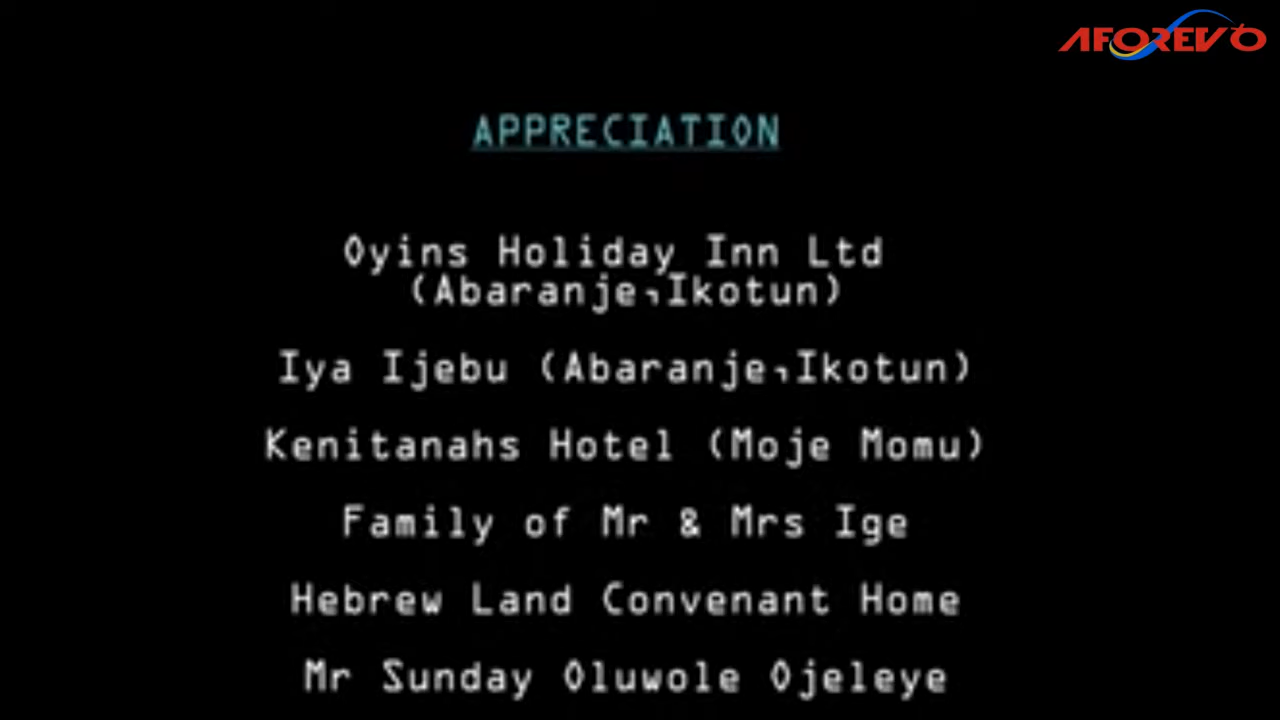 AFOREVO
APPRECIATION
Oyins Holiday Inn Ltd
(Abaranje,Ikotun)
Iya Ijebu (Abaranje,Ikotun)
Kenitanahs Hotel (Moje Momu)
Family of Mr & Mrs Ige
Hebrew Land Convenant Home
Mr Sunday Oluwole Ojeleye